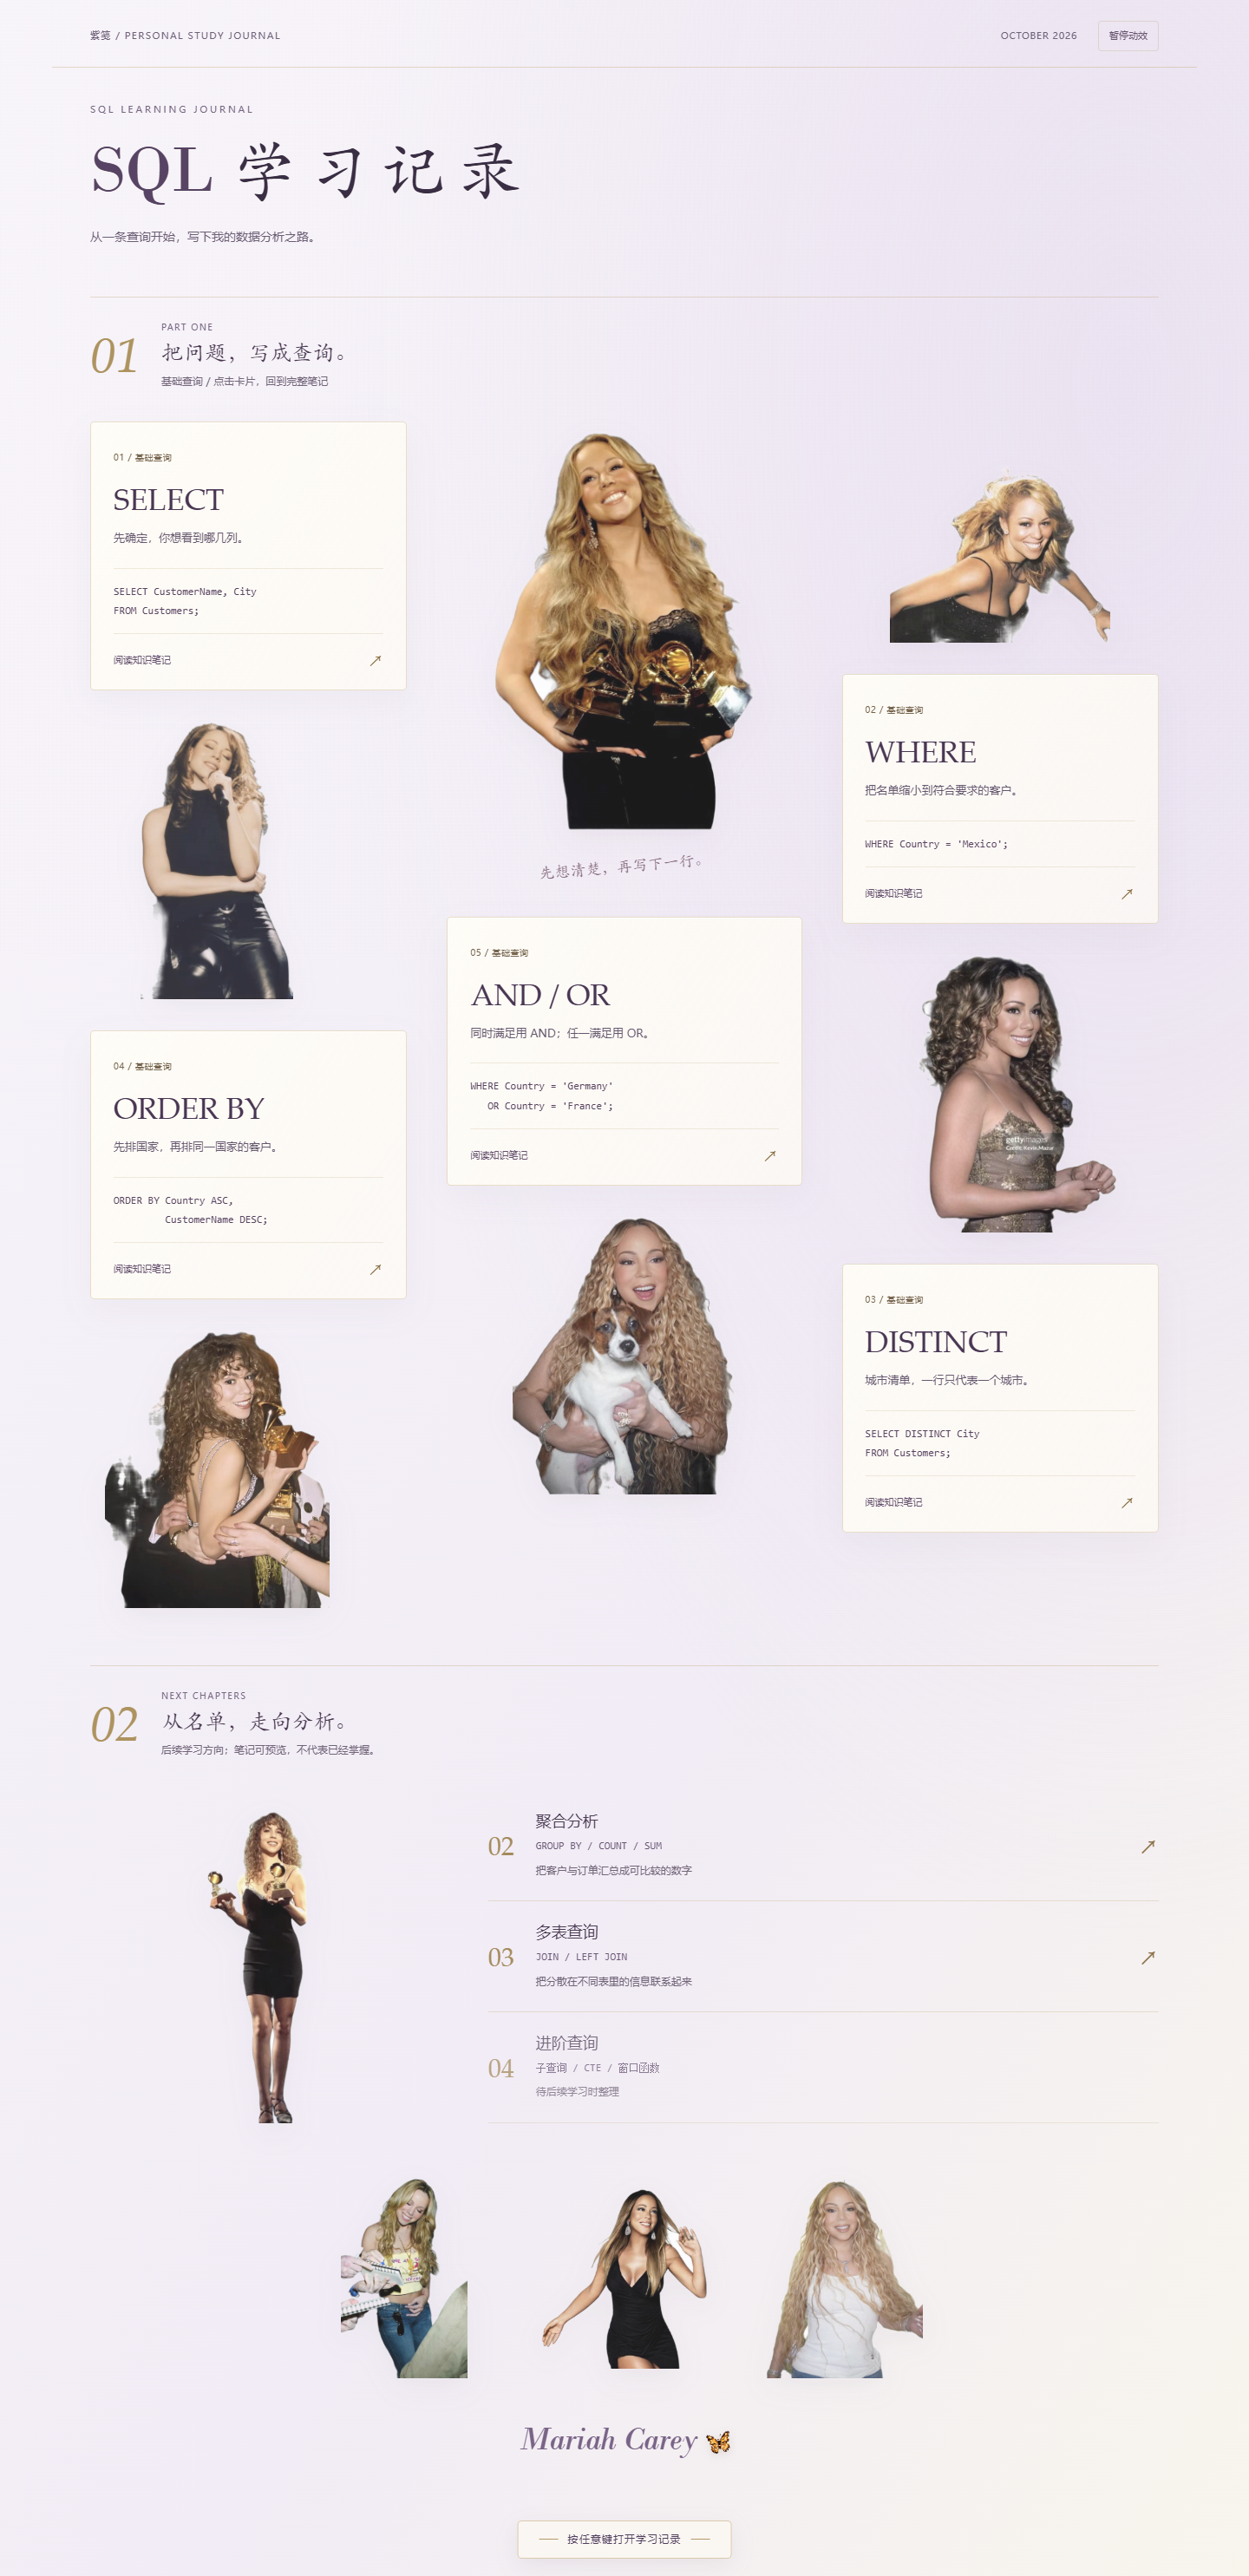 紫笺 / PERSONAL STUDY JOURNAL
OCTOBER 2026
暂停动效
SQL LEARNING JOURNAL
SQL 学习记录
从一条查询开始，写下我的数据分析之路。
01
PART ONE
把问题，写成查询。
基础查询 / 点击卡片，回到完整笔记
01 / 基础查询
SELECT
先确定，你想看到哪几列。
SELECT CustomerName, City
FROM Customers;
阅读知识笔记
↗
02 / 基础查询
WHERE
把名单缩小到符合要求的客户。
WHERE Country = 'Mexico';
阅读知识笔记
↗
先想清楚，再写下一行。
05 / 基础查询
AND / OR
同时满足用 AND；任一满足用 OR。
WHERE Country = 'Germany'
OR Country = 'France';
阅读知识笔记
↗
04 / 基础查询
ORDER BY
先排国家，再排同一国家的客户。
ORDER BY Country ASC,
CustomerName DESC;
阅读知识笔记
↗
gettyimages
Credit: Kevin Mazur
03 / 基础查询
DISTINCT
城市清单，一行只代表一个城市。
SELECT DISTINCT City
FROM Customers;
阅读知识笔记
↗
02
NEXT CHAPTERS
从名单，走向分析。
后续学习方向；笔记可预览，不代表已经掌握。
02
聚合分析
GROUP BY / COUNT / SUM
把客户与订单汇总成可比较的数字
↗
03
多表查询
JOIN / LEFT JOIN
把分散在不同表里的信息联系起来
↗
04
进阶查询
子查询 / CTE / 窗口函数
待后续学习时整理
Mariah Carey 🦋
按任意键打开学习记录